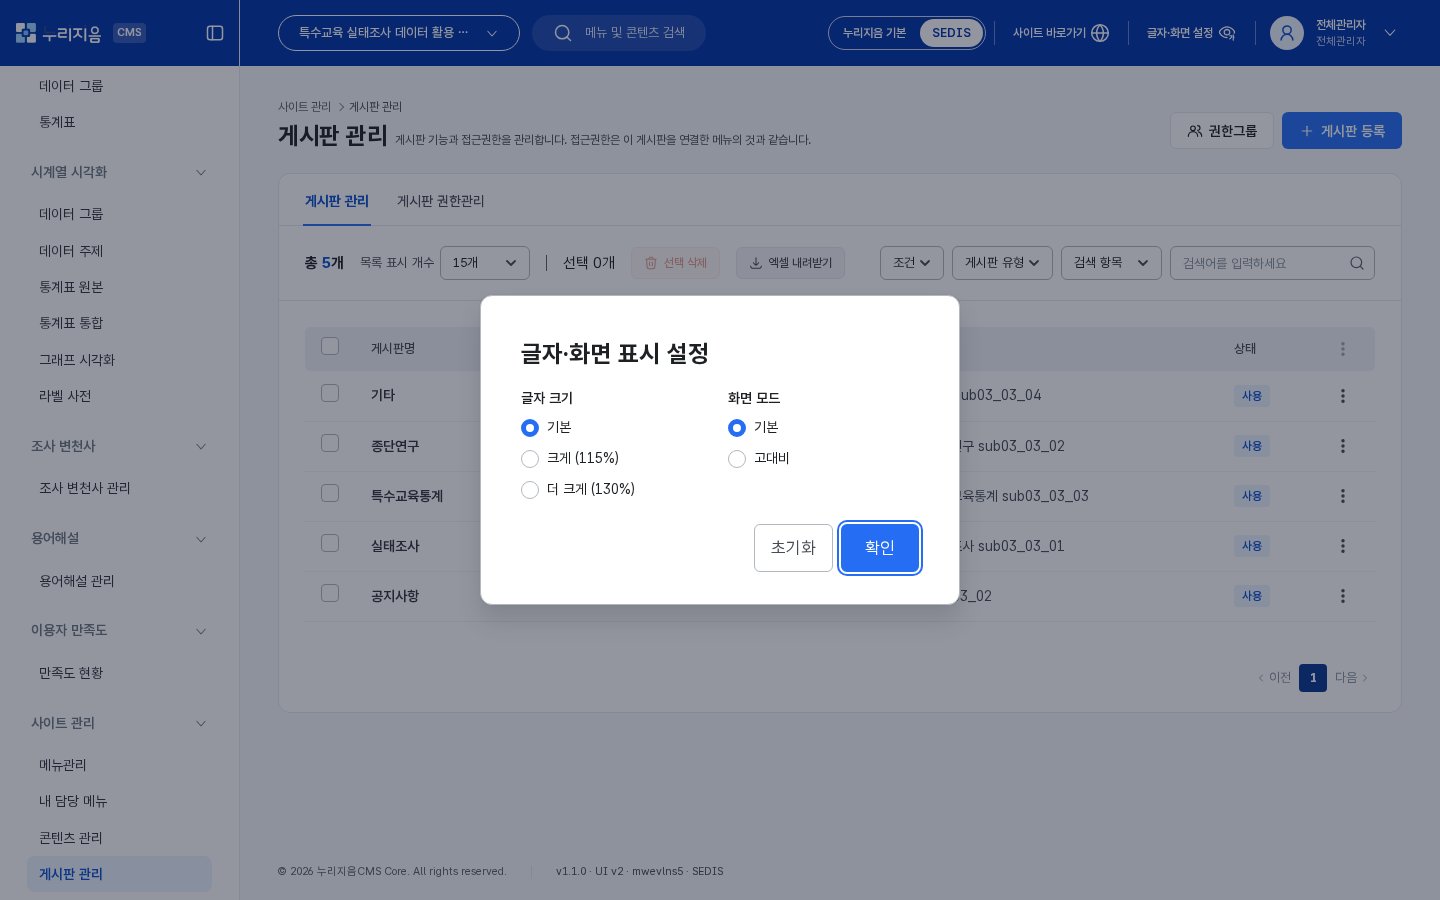 누리지음 CMS
특수교육 실태조사 데이터 활용 ···
메뉴 및 콘텐츠 검색
누리지음 기본 SEDIS
사이트 바로가기
글자·화면 설정
전체관리자
전체관리자
데이터 그룹
통계표
시계열 시각화
데이터 그룹
데이터 주제
통계표 원본
통계표 통합
그래프 시각화
라벨 사전
조사 변천사
조사 변천사 관리
용어해설
용어해설 관리
이용자 만족도
만족도 현황
사이트 관리
메뉴관리
내 담당 메뉴
콘텐츠 관리
게시판 관리
사이트 관리 > 게시판 관리
게시판 관리 게시판 기능과 접근권한을 관리합니다. 접근권한은 이 게시판을 연결한 메뉴의 것과 같습니다.
권한그룹
게시판 등록
게시판 관리 게시판 권한관리
총 5개 목록 표시 개수 15개 선택 0개 선택 삭제 엑셀 내려받기 조건 게시판 유형 검색 항목 검색어를 입력하세요
게시판명 상태
기타 sub03_03_04 사용
종단연구 구 sub03_03_02 사용
특수교육통계 육통계 sub03_03_03 사용
실태조사 사 sub03_03_01 사용
공지사항 3_02 사용
글자·화면 표시 설정
글자 크기
기본
크게 (115%)
더 크게 (130%)
화면 모드
기본
고대비
초기화 확인
이전 1 다음
© 2026 누리지음CMS Core. All rights reserved. v1.1.0 · UI v2 · mwevlns5 · SEDIS